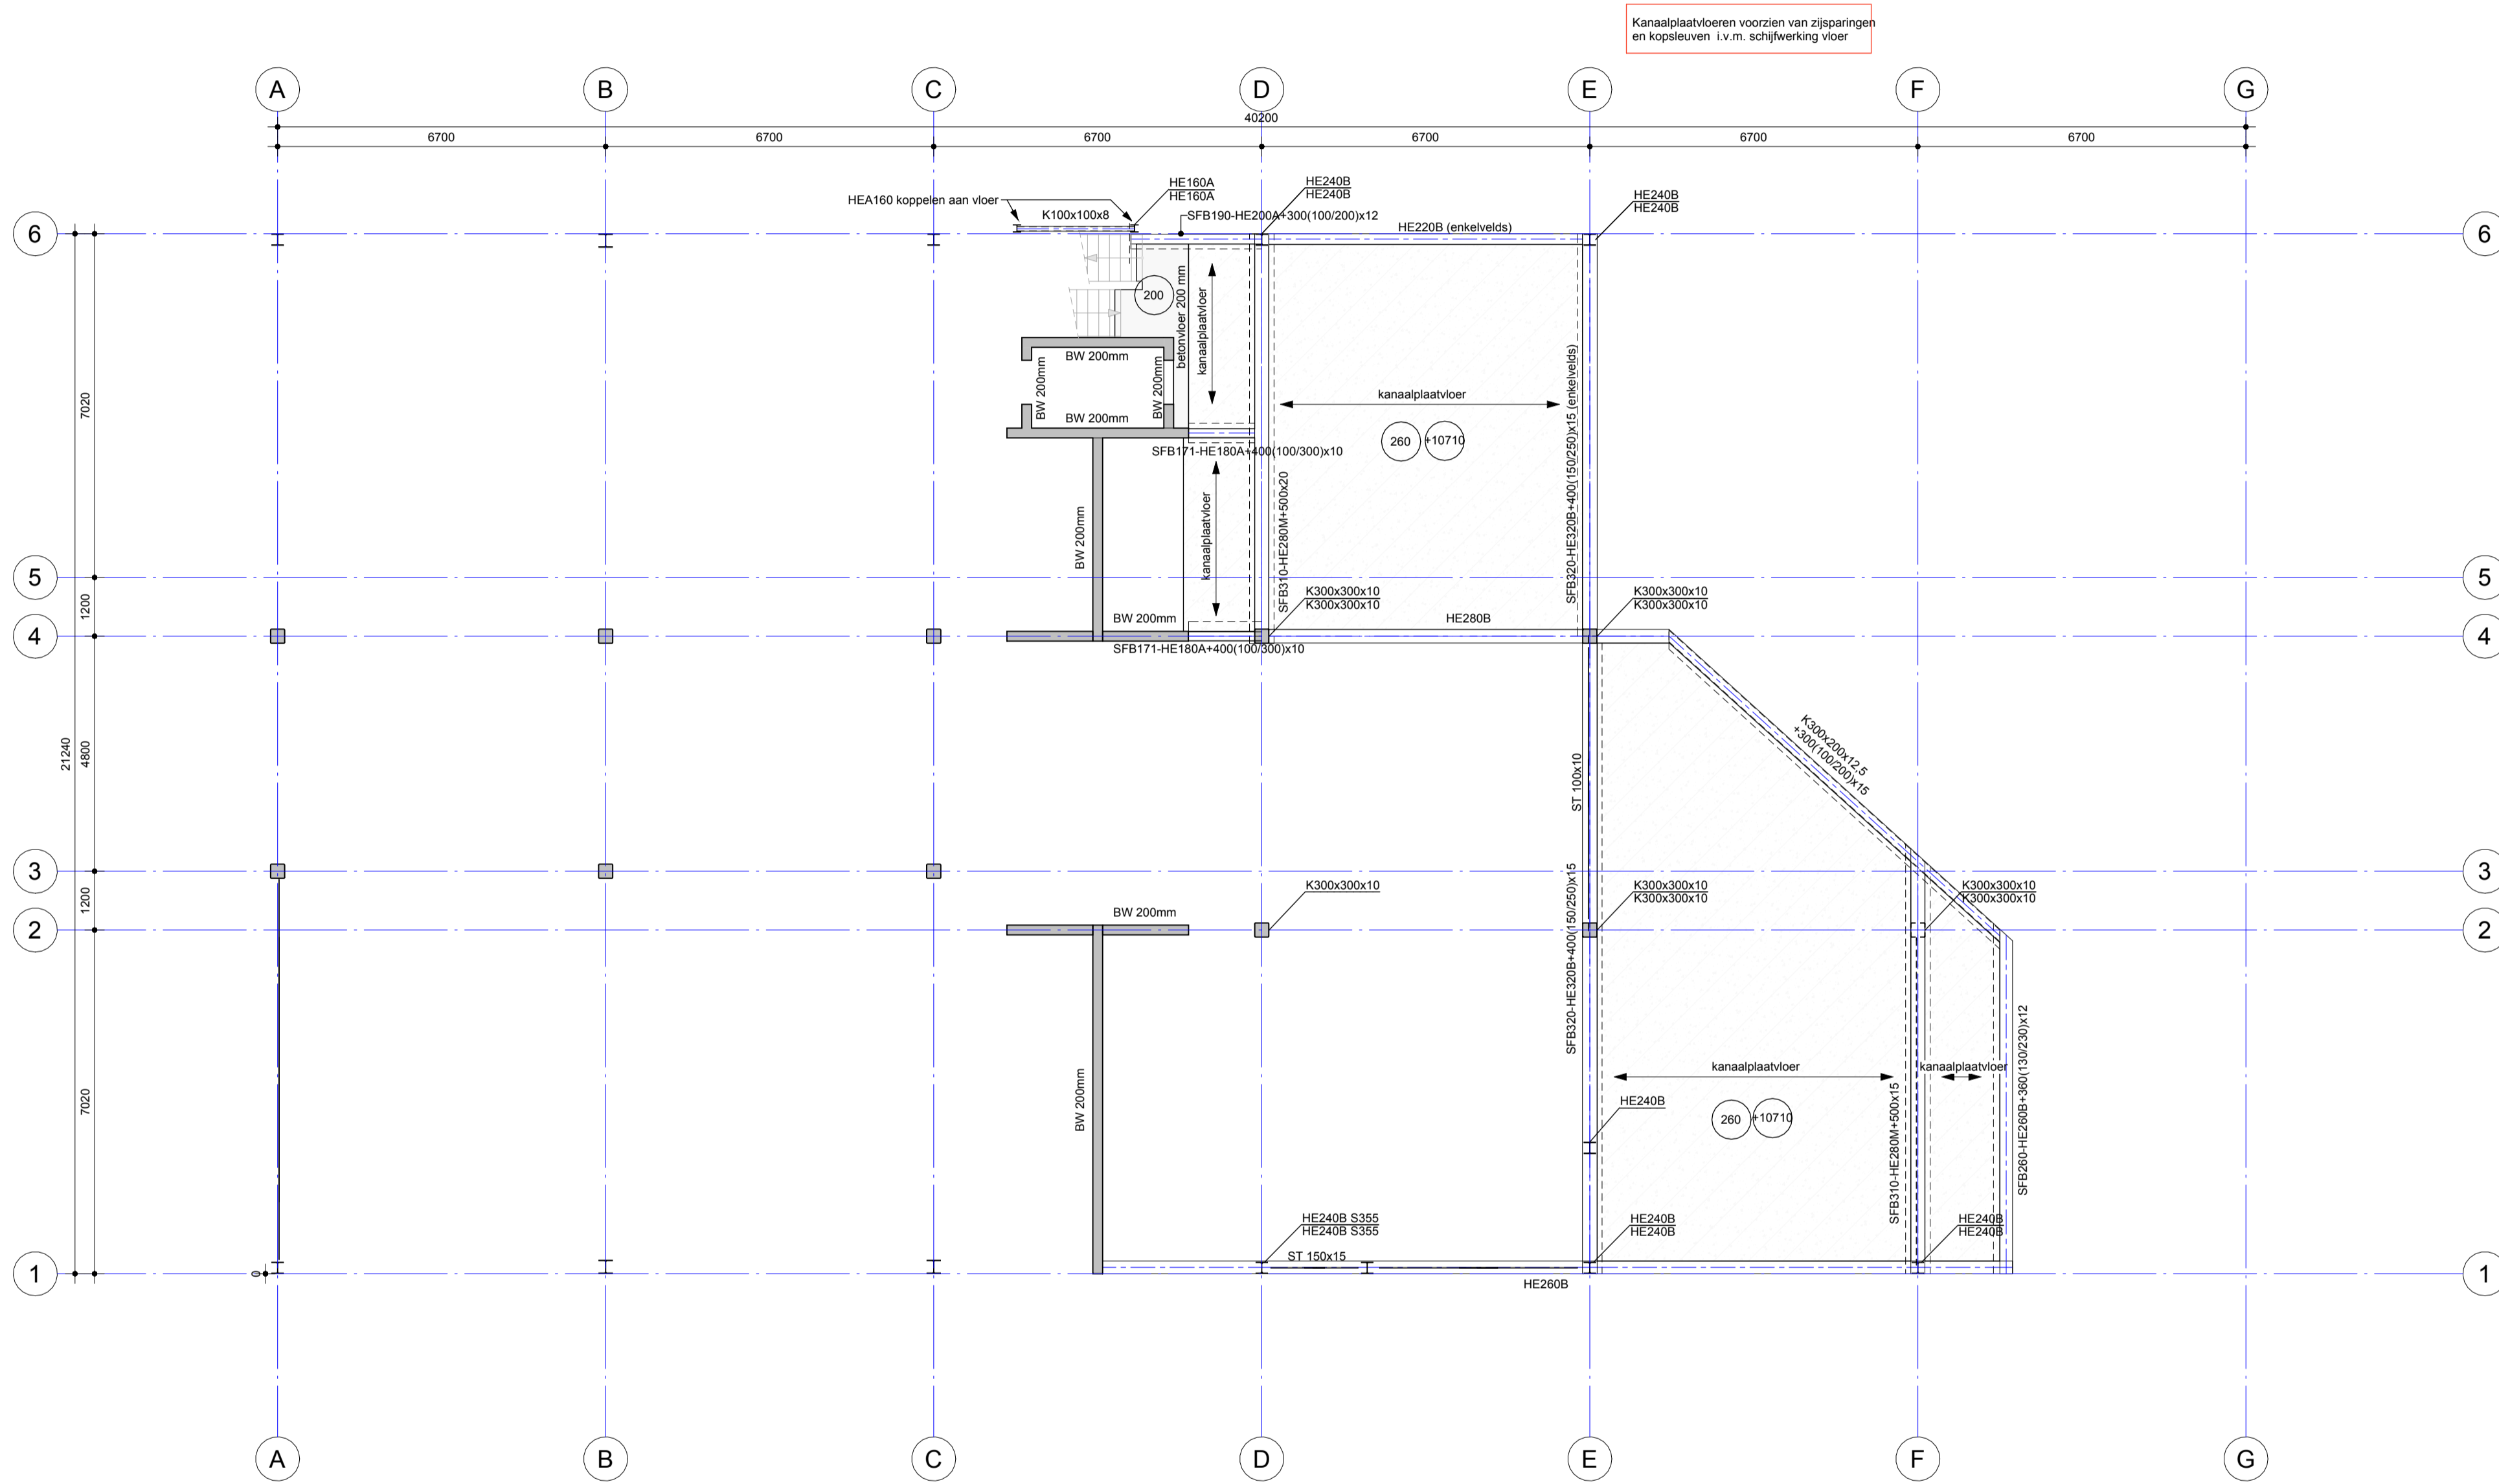 Kanaalplaatvloeren voorzien van zijsparingen
en kopsleuven i.v.m. schijfwerking vloer
A
B
C
D
E
F
G
40200
6700
6700
6700
6700
6700
6700
HE160A
HE160A
HE240B
HE240B
HE240B
HE240B
HEA160 koppelen aan vloer
K100x100x8
SFB190-HE200A+300(100/200)x12
HE220B (enkelvelds)
6
6
200
betonvloer 200 mm
kanaalplaatvloer
BW 200mm
BW 200mm
BW 200mm
BW 200mm
7020
kanaalplaatvloer
260
+10710
SFB171-HE180A+400(100/300)x10
SFB320-HE320B+400(150/250)x15 (enkelvelds)
SFB310-HE280M+500x20
kanaalplaatvloer
BW 200mm
5
5
1200
K300x300x10
K300x300x10
K300x300x10
K300x300x10
BW 200mm
HE280B
4
4
SFB171-HE180A+400(100/300)x10
21240
4800
ST 100x10
K300x200x12,5
+300(100/200)x15
3
3
K300x300x10
K300x300x10
K300x300x10
K300x300x10
K300x300x10
1200
BW 200mm
2
2
SFB320-HE320B+400(150/250)x15
SFB260-HE260B+360(130/230)x12
kanaalplaatvloer
kanaalplaatvloer
7020
BW 200mm
HE240B
260
+10710
SFB310-HE280M+500x15
HE240B S355
HE240B S355
HE240B
HE240B
HE240B
HE240B
ST 150x15
0
1
1
HE260B
A
B
C
D
E
F
G